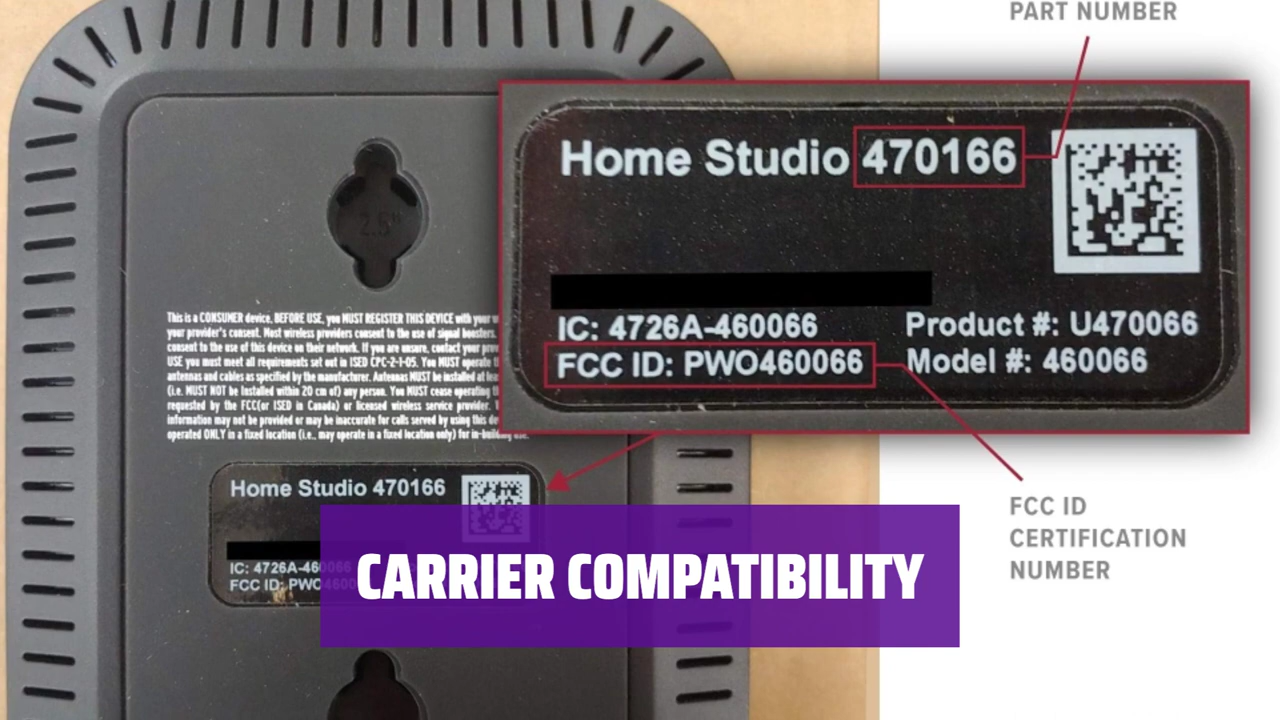 PART NUMBER
Home Studio 470166
IC: 4726A-460066
FCC ID: PWO460066
Product #: U470066
Model #: 460066
2.5"
This is a CONSUMER device. BEFORE USE, you MUST REGISTER THIS DEVICE with your
your provider's consent. Most wireless providers consent to the use of signal boosters.
consent to the use of this device on their network. If you are unsure, contact your
USE you must meet all requirements set out in ISED CPC-2-1-05. You MUST operate
antennas and cables as specified by the manufacturer. Antennas MUST be installed at
(i.e. MUST NOT be installed within 20 cm of) any person. You MUST cease operating
requested by the FCC(or ISED in Canada) or licensed wireless service provider.
information may not be provided or may be inaccurate for calls served by using this
operated ONLY in a fixed location (i.e., may operate in a fixed location only) for in-building use.
Home Studio 470166
IC: 4726A-460066
FCC ID: PWO460
FCC ID
CERTIFICATION
NUMBER
CARRIER COMPATIBILITY